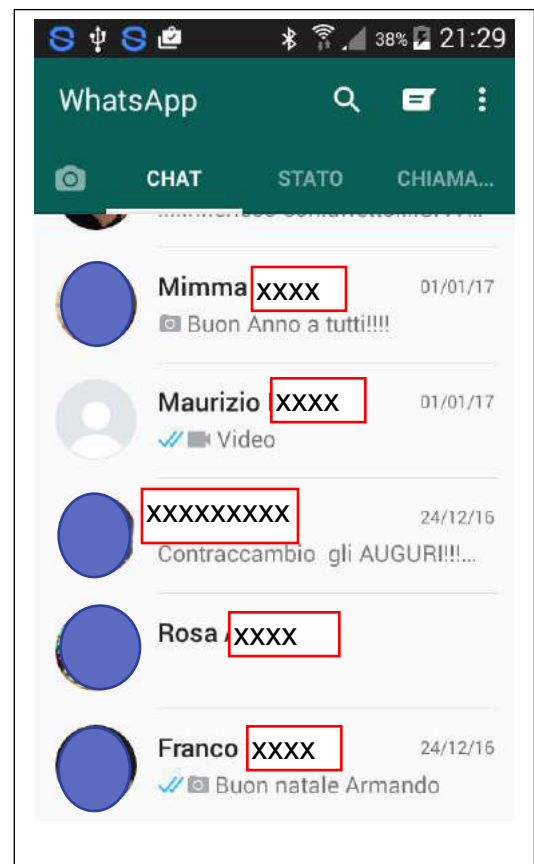 38% 21:29
WhatsApp
CHAT STATO CHIAMA...
Mimma xxxx 01/01/17
Buon Anno a tutti!!!!
Maurizio xxxx 01/01/17
Video
xxxxxxxxx 24/12/16
Contraccambio gli AUGURI!!!...
Rosa A xxxx
Franco xxxx 24/12/16
Buon natale Armando